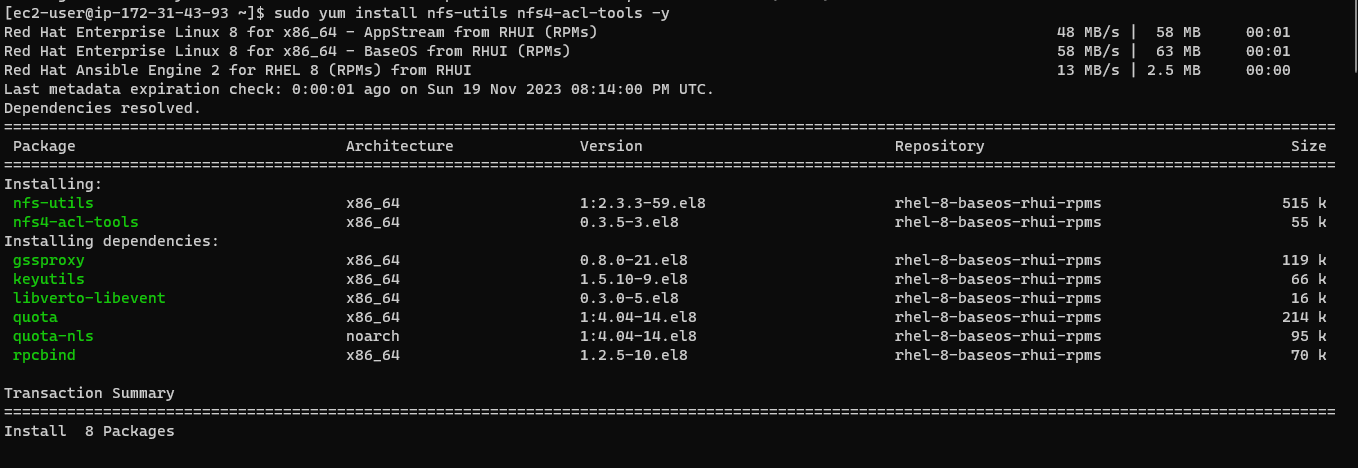 [ec2-user@ip-172-31-43-93 ~]$ sudo yum install nfs-utils nfs4-acl-tools -y
Red Hat Enterprise Linux 8 for x86_64 - AppStream from RHUI (RPMs) 48 MB/s | 58 MB 00:01
Red Hat Enterprise Linux 8 for x86_64 - BaseOS from RHUI (RPMs) 58 MB/s | 63 MB 00:01
Red Hat Ansible Engine 2 for RHEL 8 (RPMs) from RHUI 13 MB/s | 2.5 MB 00:00
Last metadata expiration check: 0:00:01 ago on Sun 19 Nov 2023 08:14:00 PM UTC.
Dependencies resolved.
Package Architecture Version Repository Size
Installing:
nfs-utils x86_64 1:2.3.3-59.el8 rhel-8-baseos-rhui-rpms 515 k
nfs4-acl-tools x86_64 0.3.5-3.el8 rhel-8-baseos-rhui-rpms 55 k
Installing dependencies:
gssproxy x86_64 0.8.0-21.el8 rhel-8-baseos-rhui-rpms 119 k
keyutils x86_64 1.5.10-9.el8 rhel-8-baseos-rhui-rpms 66 k
libverto-libevent x86_64 0.3.0-5.el8 rhel-8-baseos-rhui-rpms 16 k
quota x86_64 1:4.04-14.el8 rhel-8-baseos-rhui-rpms 214 k
quota-nls noarch 1:4.04-14.el8 rhel-8-baseos-rhui-rpms 95 k
rpcbind x86_64 1.2.5-10.el8 rhel-8-baseos-rhui-rpms 70 k
Transaction Summary
Install 8 Packages